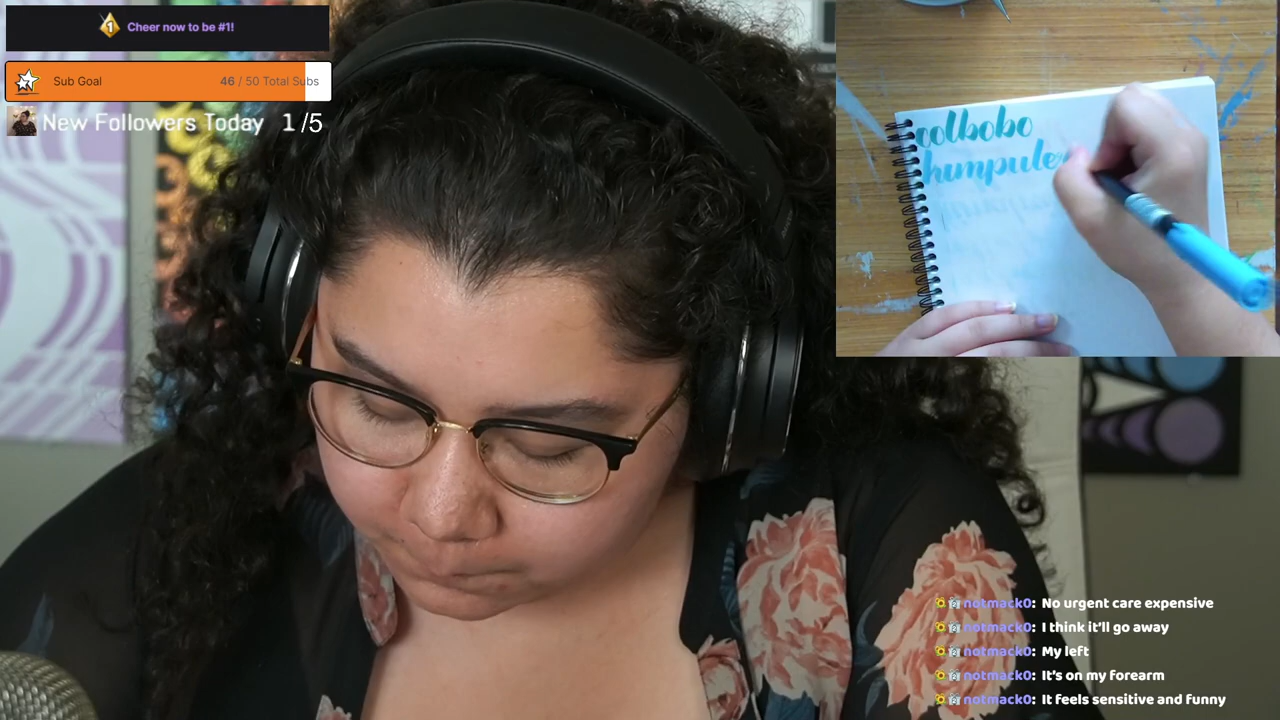 1
Cheer now to be #1!
Sub Goal 46 / 50 Total Subs
New Followers Today 1 /5
colbobo
kumpule
notmack0: No urgent care expensive
notmack0: I think it'll go away
notmack0: My left
notmack0: It's on my forearm
notmack0: It feels sensitive and funny